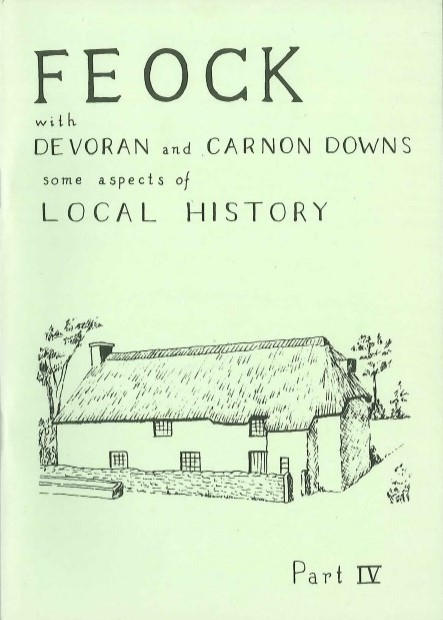 FEOCK
with
DEVORAN and CARNON DOWNS
some aspects of
LOCAL HISTORY
Part IV